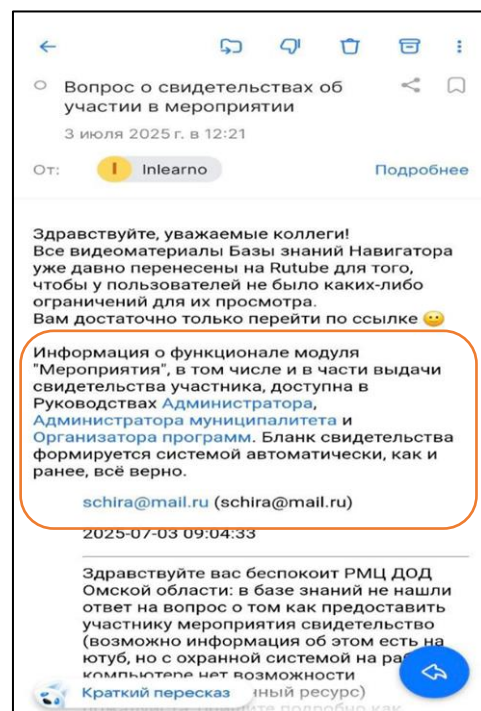 Вопрос о свидетельствах об
участии в мероприятии
3 июля 2025 г. в 12:21
От: I Inlearno Подробнее
Здравствуйте, уважаемые коллеги!
Все видеоматериалы Базы знаний Навигатора
уже давно перенесены на Rutube для того,
чтобы у пользователей не было каких-либо
ограничений для их просмотра.
Вам достаточно только перейти по ссылке 🙂
Информация о функционале модуля
"Мероприятия", в том числе и в части выдачи
свидетельства участника, доступна в
Руководствах Администратора,
Администратора муниципалитета и
Организатора программ. Бланк свидетельства
формируется системой автоматически, как и
ранее, всё верно.
schira@mail.ru (schira@mail.ru)
2025-07-03 09:04:33
Здравствуйте вас беспокоит РМЦ ДОД
Омской области: в базе знаний не нашли
ответ на вопрос о том как предоставить
участнику мероприятия свидетельство
(возможно информация об этом есть на
ютуб, но с охранной системой на
компьютере нет возможности
Краткий пересказ ресурс)